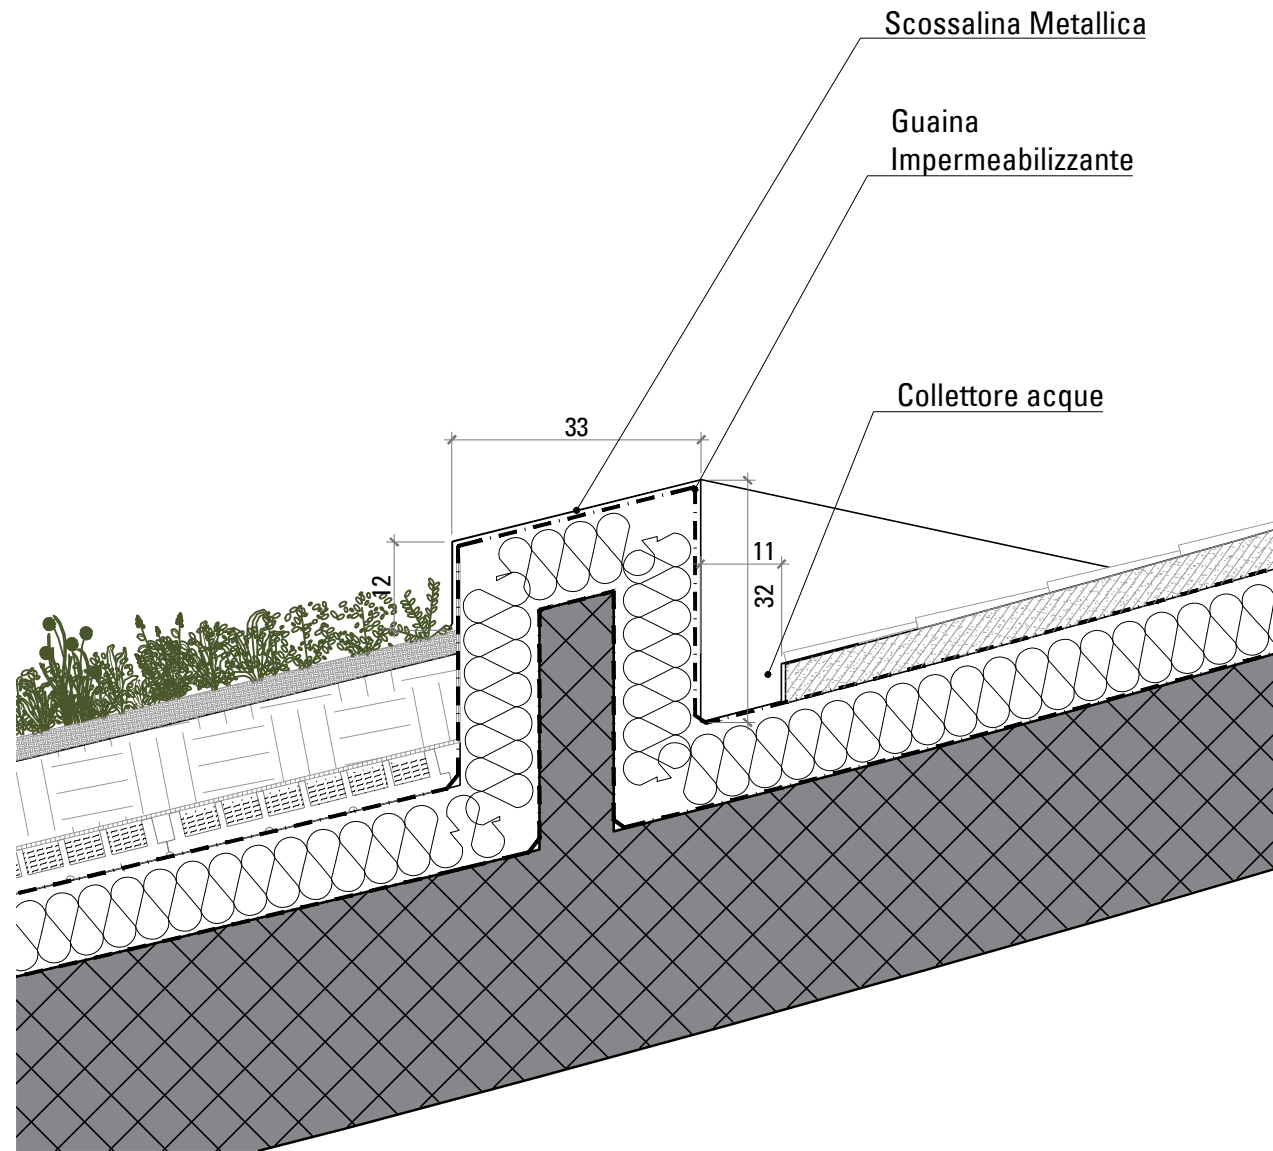 Scossalina Metallica
Guaina
Impermeabilizzante
Collettore acque
33
11
12
32